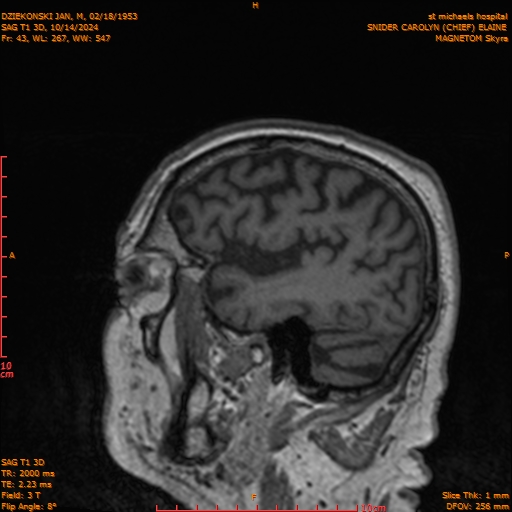 H
DZIEKONSKI JAN, M, 02/18/1953
SAG T1 3D, 10/14/2024
Fr: 43, WL: 267, WW: 547
st michaels hospital
SNIDER CAROLYN (CHIEF) ELAINE
MAGNETOM Skyra
A
P
10
cm
SAG T1 3D
TR: 2000 ms
TE: 2.23 ms
Field: 3 T
Flip Angle: 8°
F
10cm
Slice Thk: 1 mm
DFOV: 256 mm